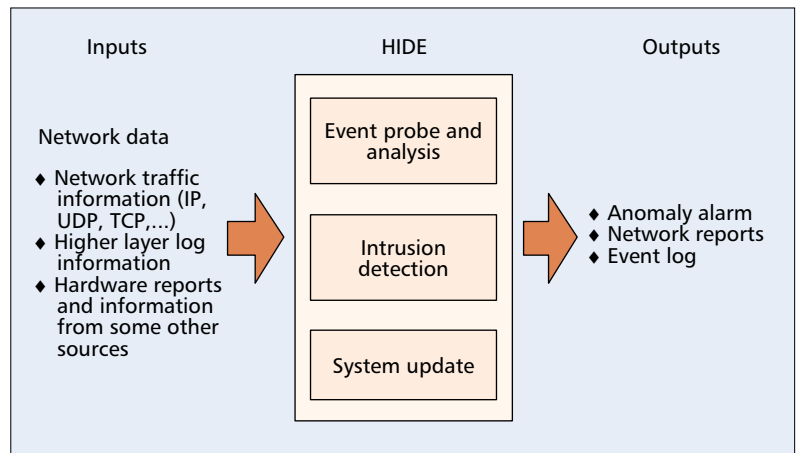 Inputs
HIDE
Outputs
Network data
♦ Network traffic
information (IP,
UDP, TCP,...)
♦ Higher layer log
information
♦ Hardware reports
and information
from some other
sources
Event probe and
analysis
Intrusion
detection
System update
♦ Anomaly alarm
♦ Network reports
♦ Event log